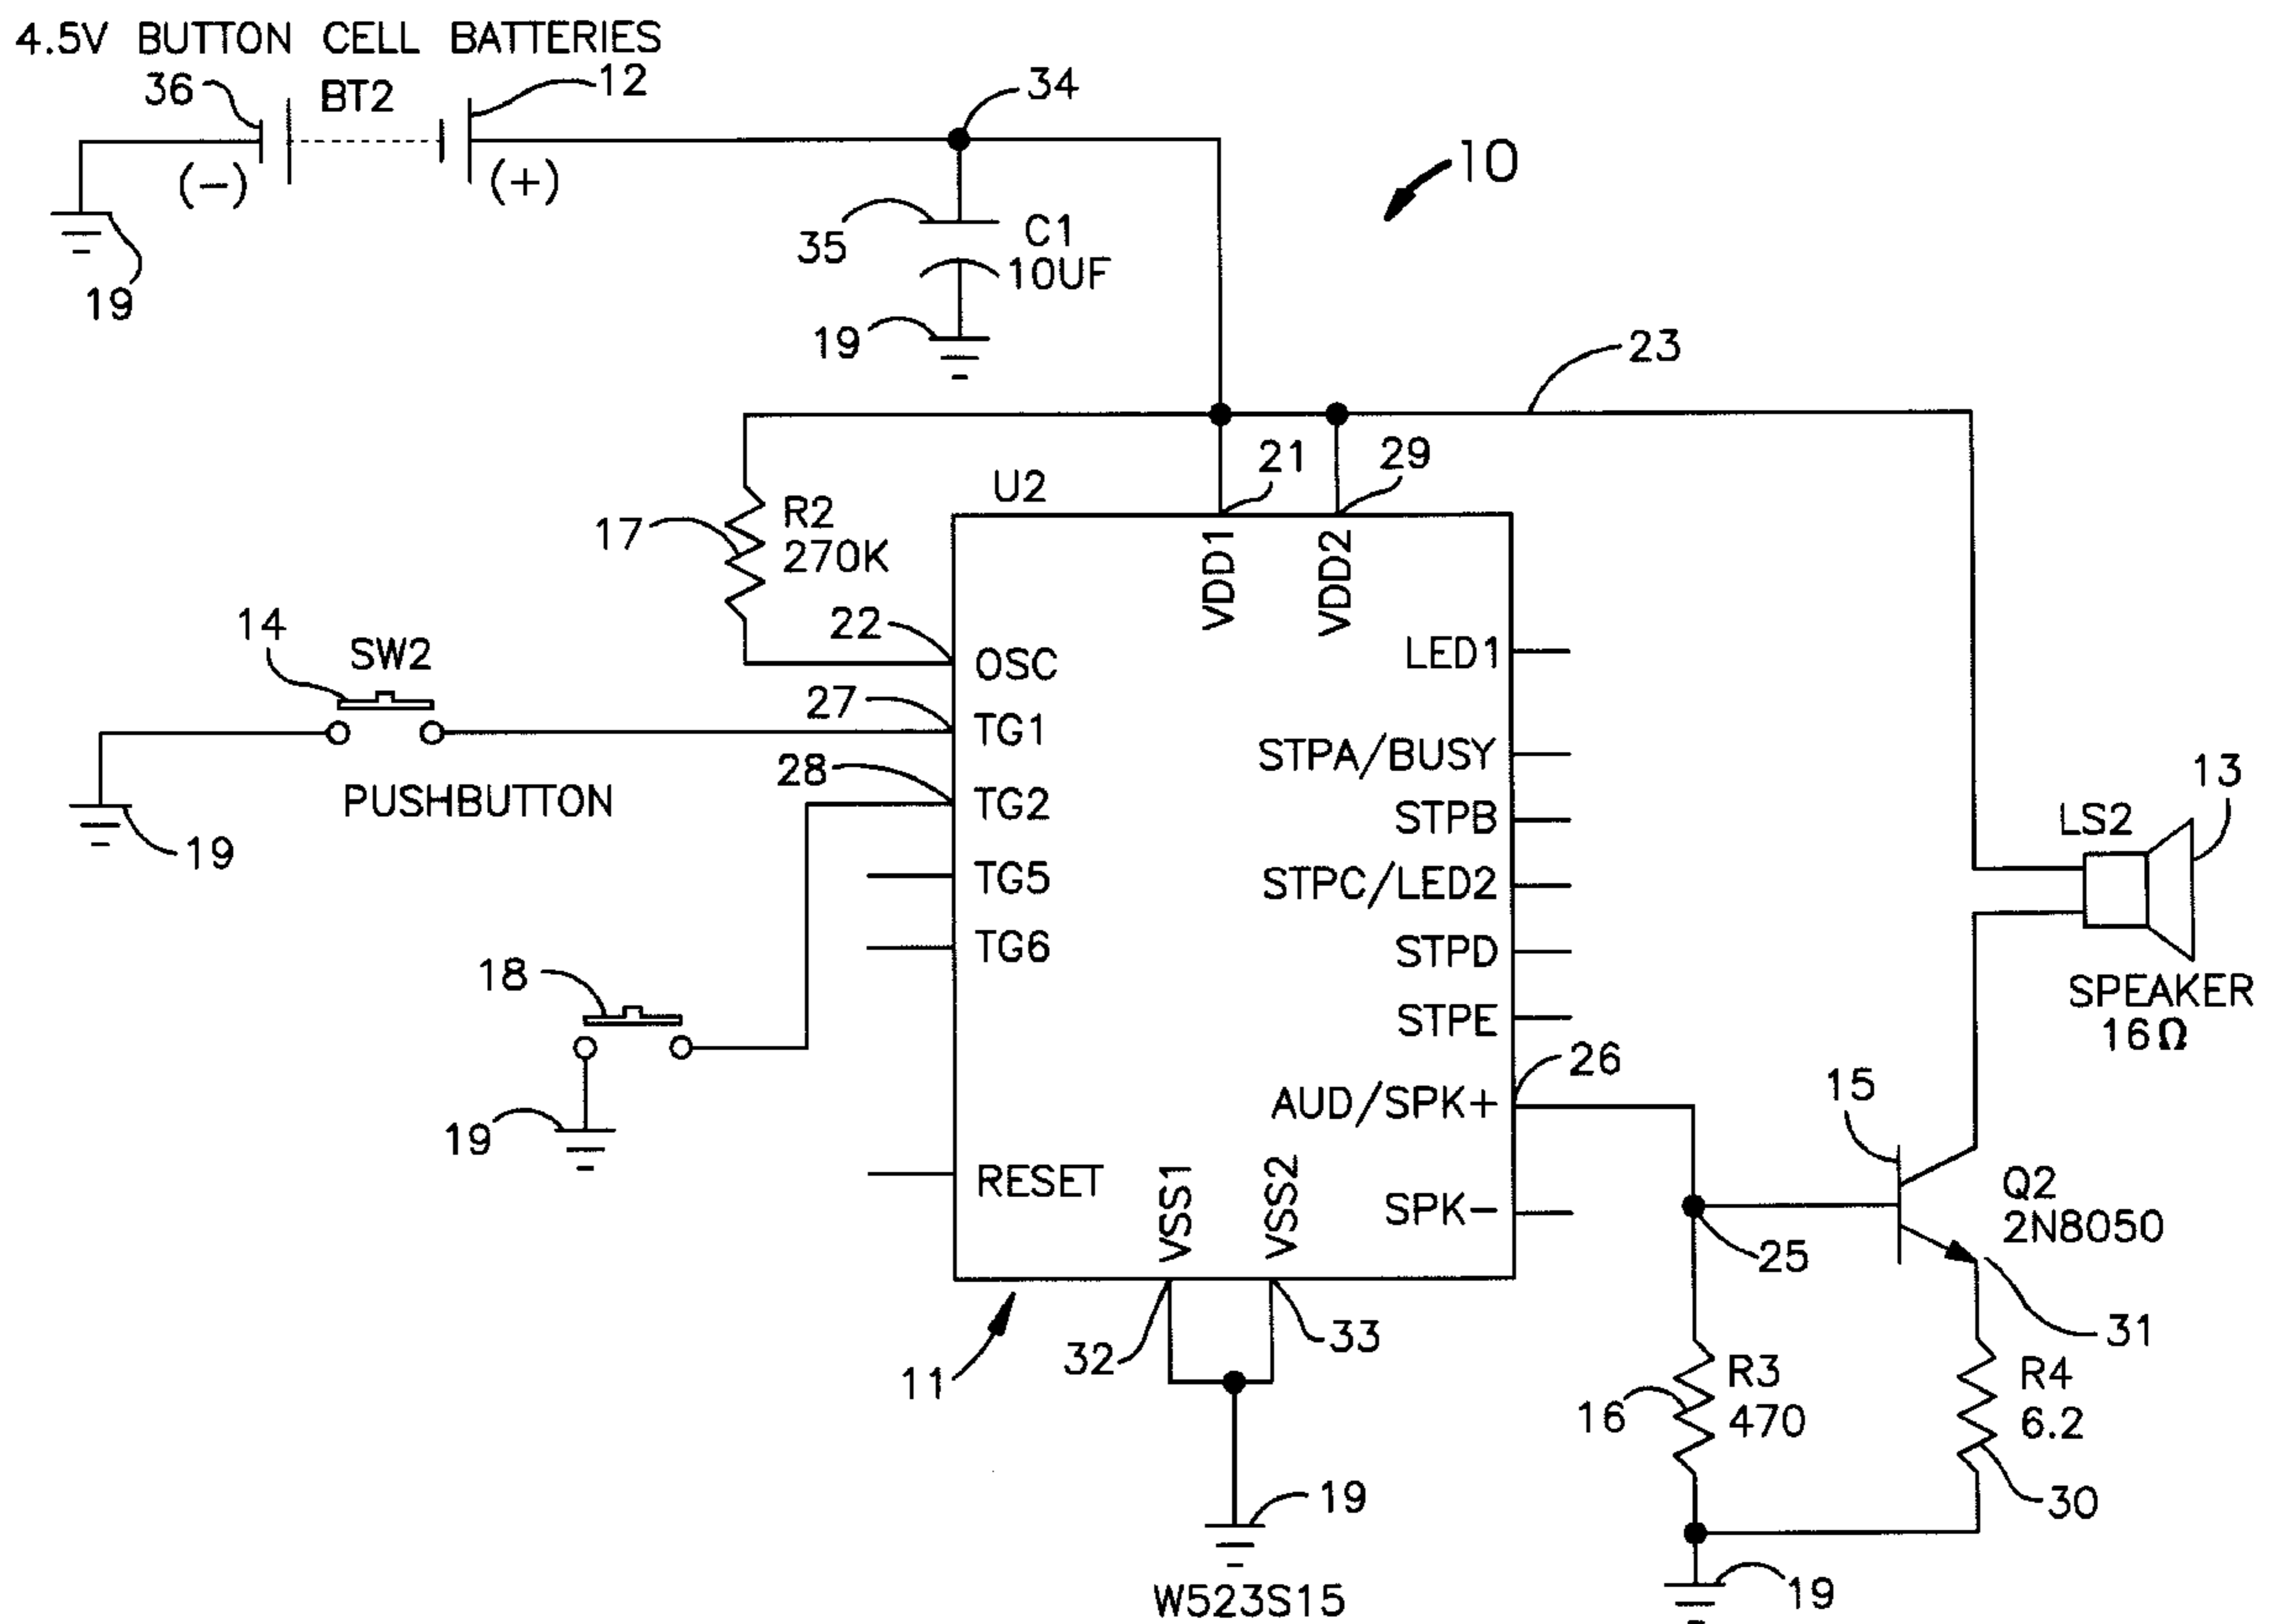 4.5V BUTTON CELL BATTERIES
36
BT2
12
34
(-)
(+)
10
35
C1
10UF
19
19
23
21
29
U2
17
R2
270K
VDD1
VDD2
14
SW2
22
OSC
LED1
27
TG1
28
STPA/BUSY
PUSHBUTTON
TG2
STPB
19
TG5
STPC/LED2
LS2
13
TG6
STPD
18
STPE
SPEAKER
16Ω
26
19
AUD/SPK+
15
RESET
VSS1
VSS2
SPK-
Q2
2N8050
25
31
32
33
11
16
R3
470
R4
6.2
30
19
W523S15
19